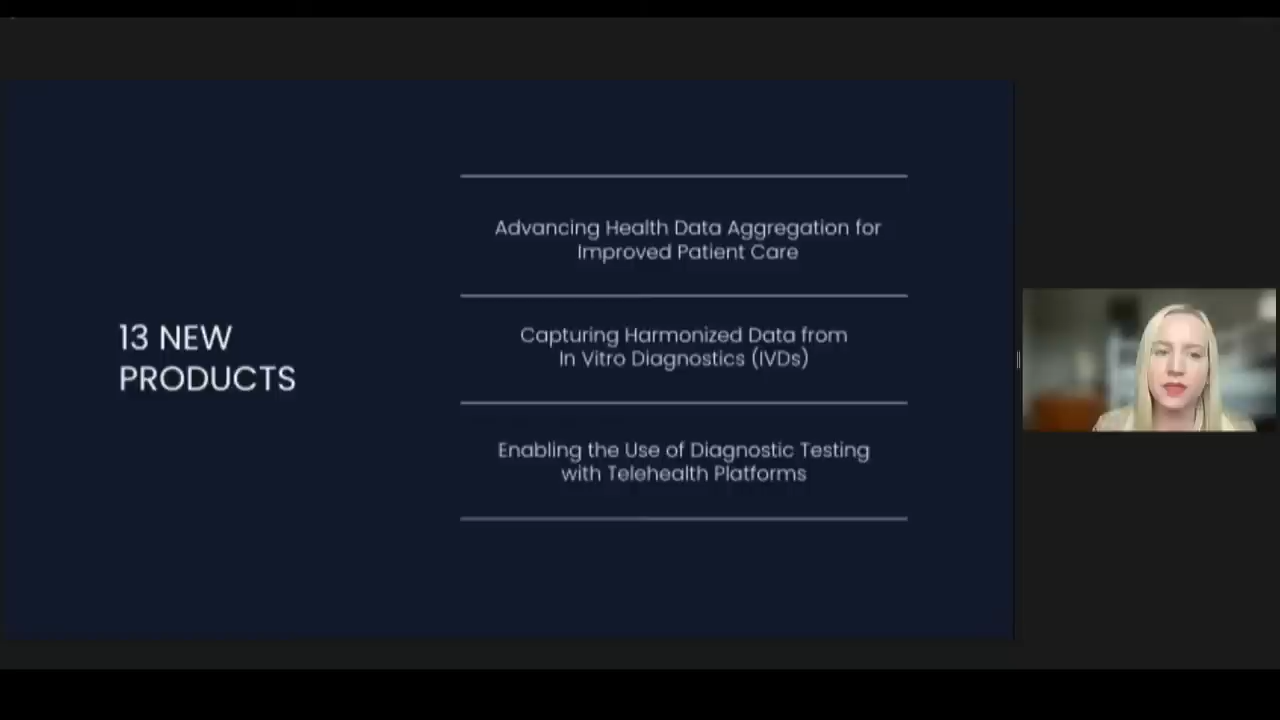 13 NEW
PRODUCTS
Advancing Health Data Aggregation for
Improved Patient Care
Capturing Harmonized Data from
In Vitro Diagnostics (IVDs)
Enabling the Use of Diagnostic Testing
with Telehealth Platforms